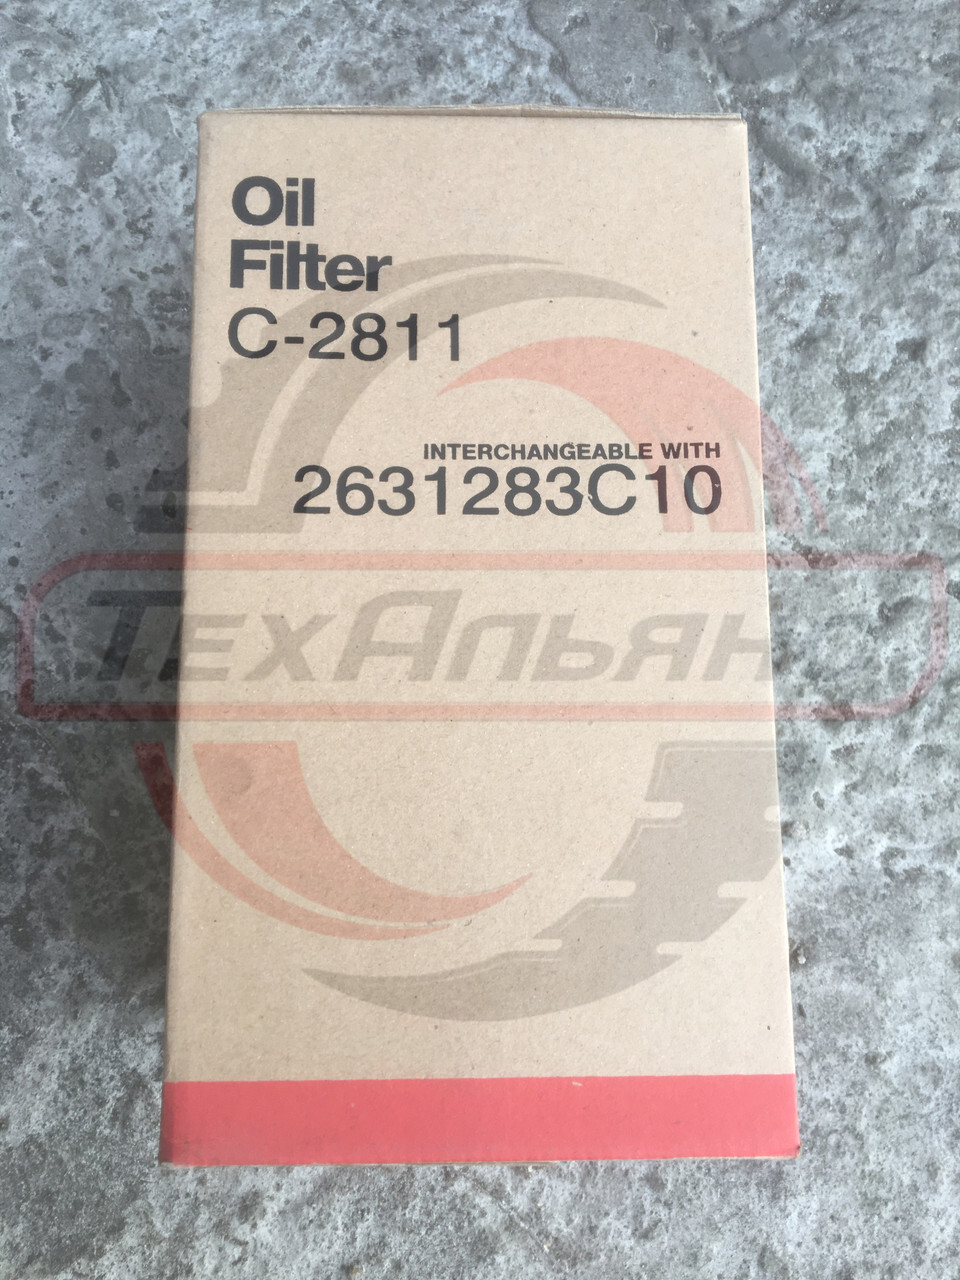 Oil
Filter
C-2811
INTERCHANGEABLE WITH
2631283C10
ТехАльян